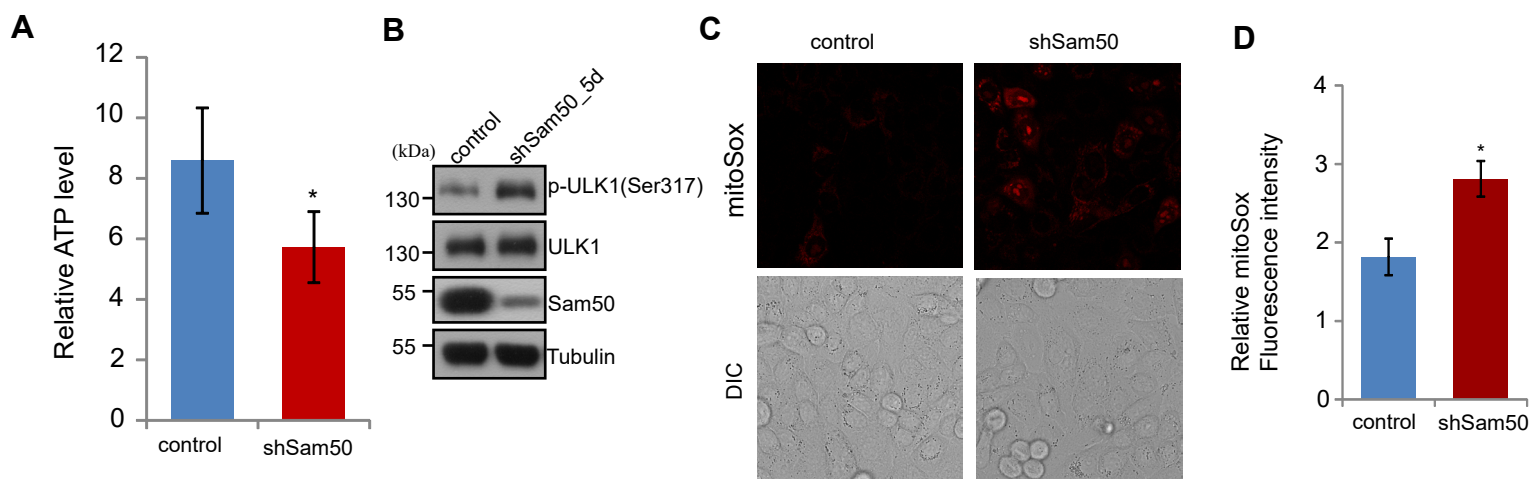 A
Relative ATP level
12
10
8
6
4
2
0
*
control
shSam50
B
(kDa)
control
shSam50_5d
130
p-ULK1(Ser317)
130
ULK1
55
Sam50
55
Tubulin
C
control
shSam50
mitoSox
DIC
D
Relative mitoSox
Fluorescence intensity
4
3
2
1
0
*
control
shSam50